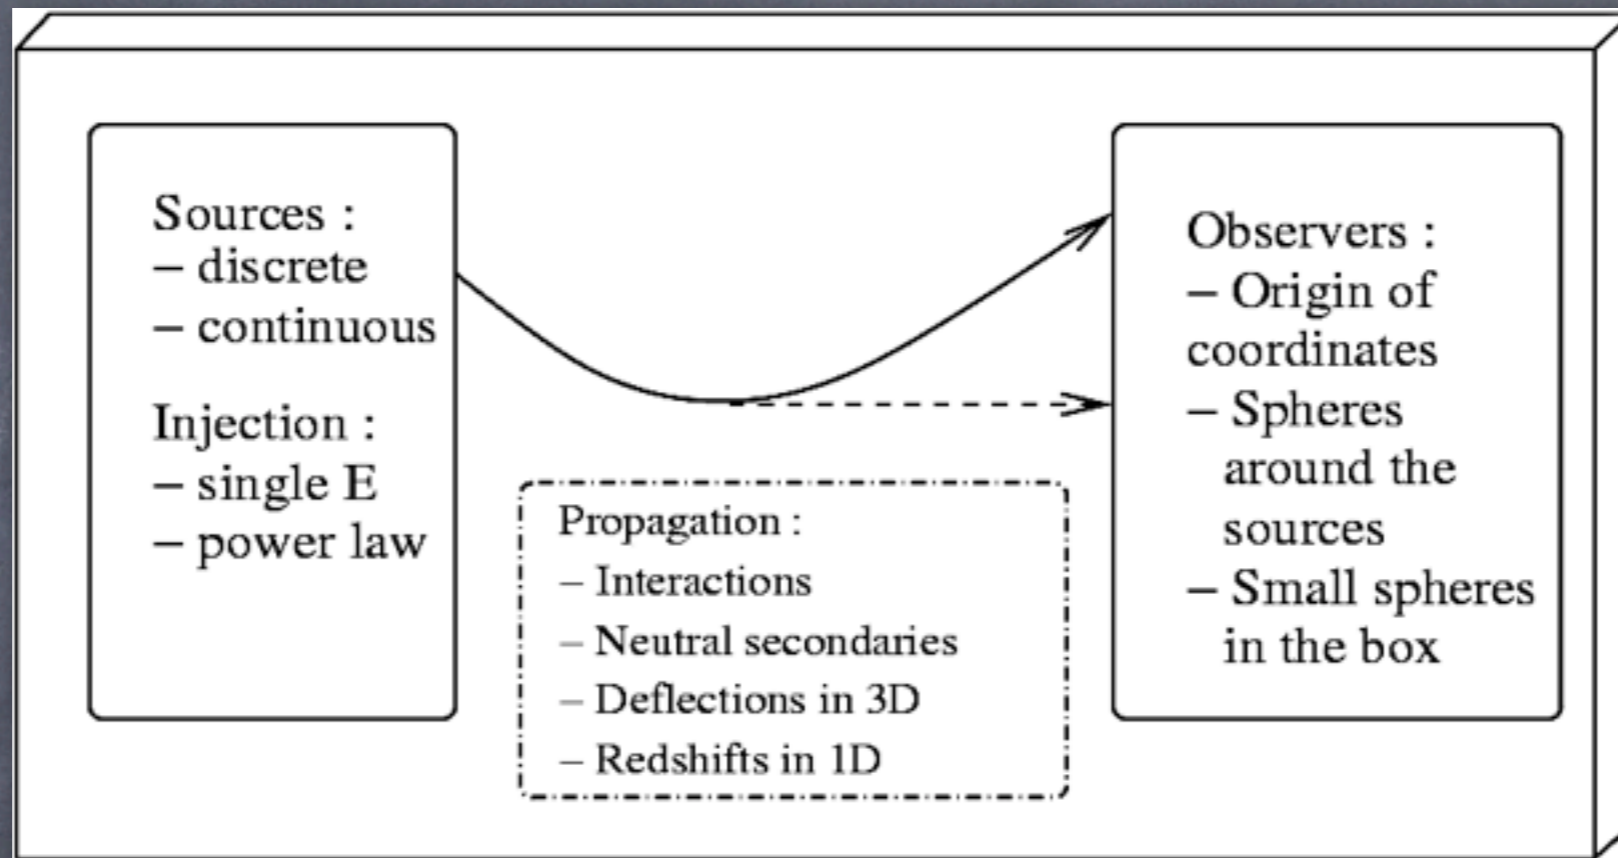 Sources :
– discrete
– continuous
Injection :
– single E
– power law
Propagation :
– Interactions
– Neutral secondaries
– Deflections in 3D
– Redshifts in 1D
Observers :
– Origin of
coordinates
– Spheres
around the
sources
– Small spheres
in the box